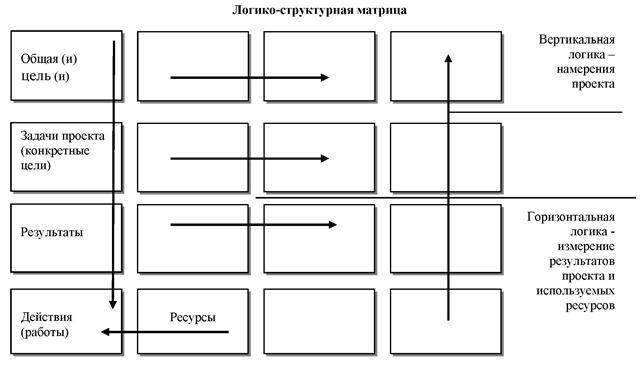 Логико-структурная матрица
Общая (и)
цель (и)
Вертикальная
логика –
намерения
проекта
Задачи проекта
(конкретные
цели)
Результаты
Горизонтальная
логика -
измерение
результатов
проекта и
используемых
ресурсов
Действия
(работы)
Ресурсы